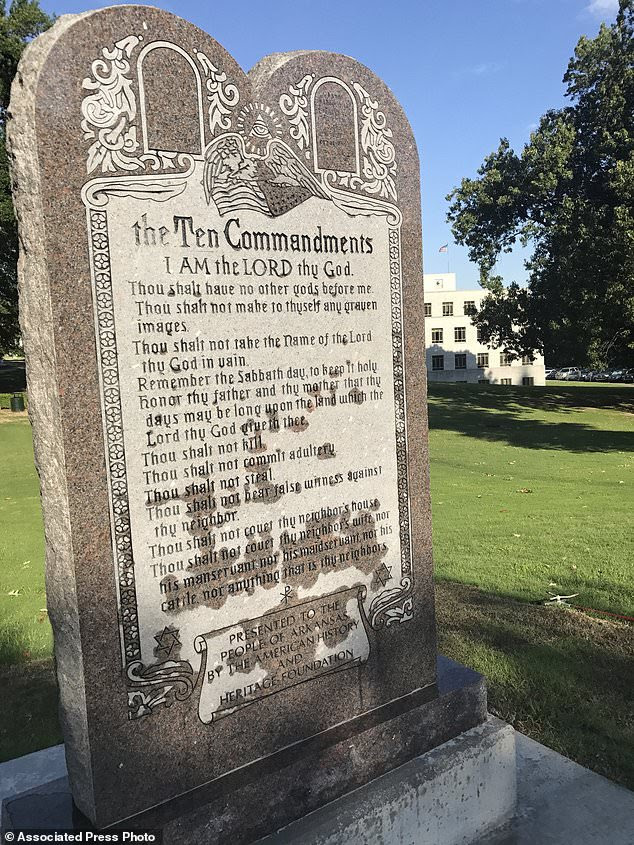 the Ten Commandments
I AM the LORD thy God.
Thou shalt have no other gods before me.
Thou shalt not make to thyself any graven
images.
Thou shalt not take the Name of the Lord
thy God in vain.
Remember the Sabbath day, to keep it holy
Honor thy father and thy mother that thy
days may be long upon the land which the
Lord thy God giveth thee.
Thou shalt not kill.
Thou shalt not commit adultery
Thou shalt not steal
Thou shalt not bear false witness against
thy neighbor.
Thou shalt not covet thy neighbor's house
Thou shalt not covet thy neighbor's wife nor
his manservant nor his maidservant nor his
cattle nor anything that is thy neighbors
PRESENTED TO THE
PEOPLE OF ARKANSAS
BY THE AMERICAN HISTORY
AND
HERITAGE FOUNDATION
© Associated Press Photo